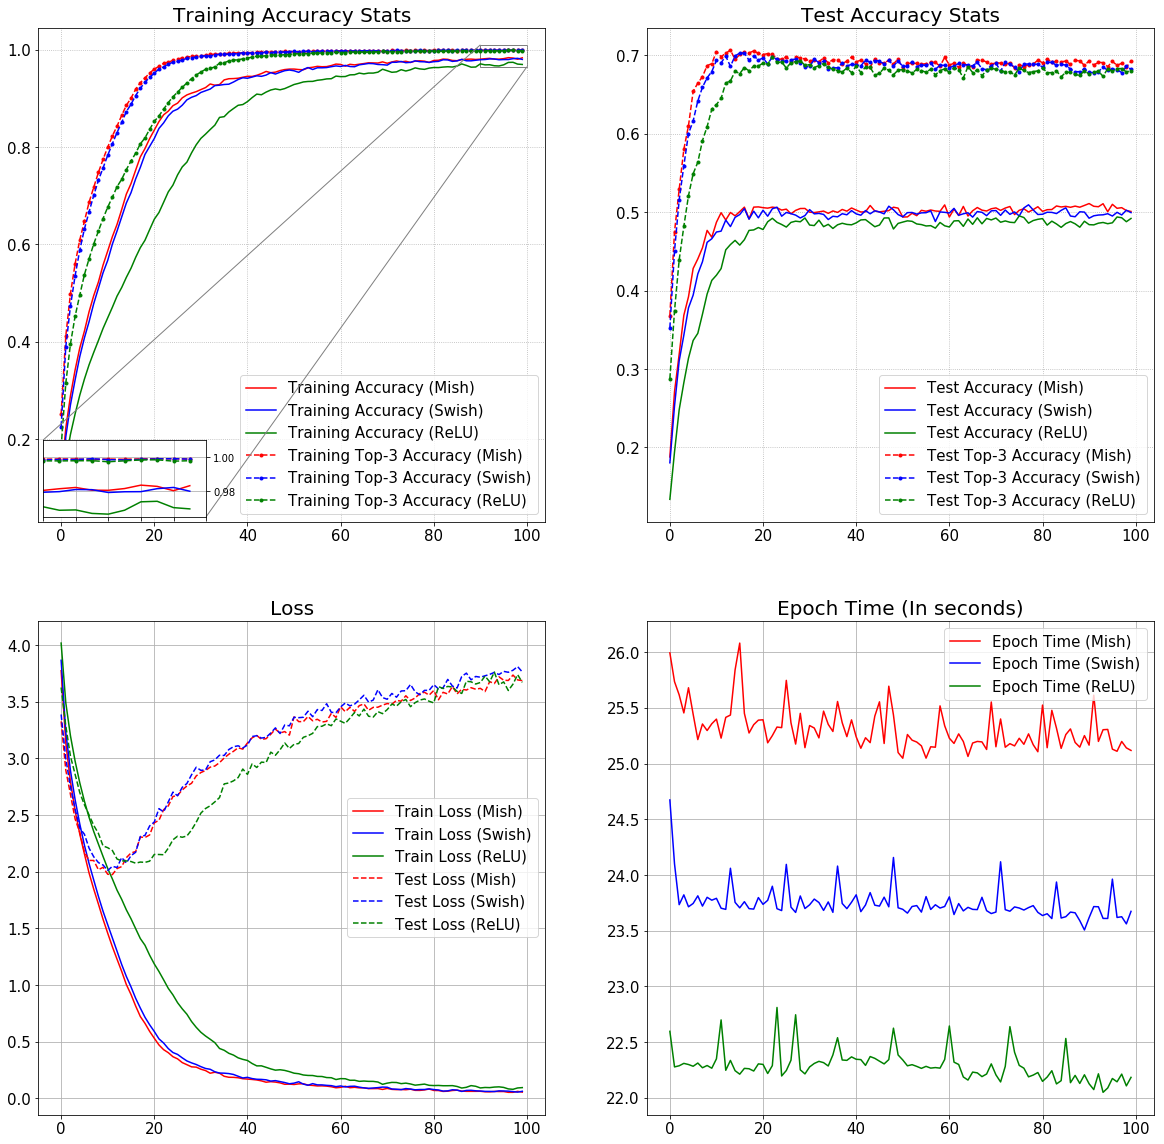 Training Accuracy Stats
1.0
0.8
0.6
0.4
0.2
1.00
0.98
Training Accuracy (Mish)
Training Accuracy (Swish)
Training Accuracy (ReLU)
Training Top-3 Accuracy (Mish)
Training Top-3 Accuracy (Swish)
Training Top-3 Accuracy (ReLU)
0 20 40 60 80 100
Test Accuracy Stats
0.7
0.6
0.5
0.4
0.3
0.2
Test Accuracy (Mish)
Test Accuracy (Swish)
Test Accuracy (ReLU)
Test Top-3 Accuracy (Mish)
Test Top-3 Accuracy (Swish)
Test Top-3 Accuracy (ReLU)
0 20 40 60 80 100
Loss
4.0
3.5
3.0
2.5
2.0
1.5
1.0
0.5
0.0
Train Loss (Mish)
Train Loss (Swish)
Train Loss (ReLU)
Test Loss (Mish)
Test Loss (Swish)
Test Loss (ReLU)
0 20 40 60 80 100
Epoch Time (In seconds)
26.0
25.5
25.0
24.5
24.0
23.5
23.0
22.5
22.0
Epoch Time (Mish)
Epoch Time (Swish)
Epoch Time (ReLU)
0 20 40 60 80 100